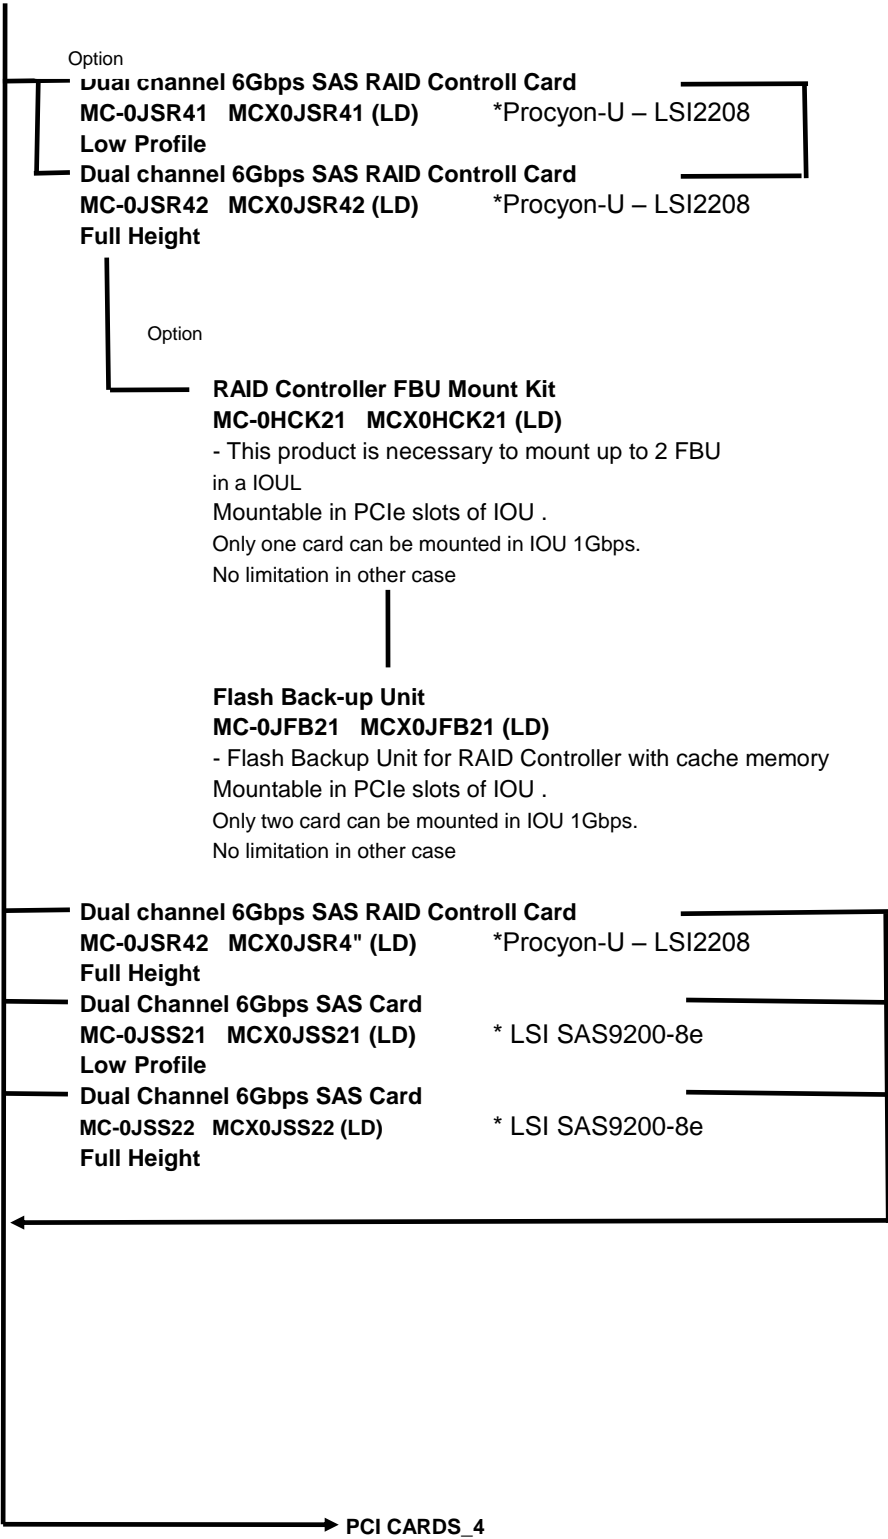 Option
Dual channel 6Gbps SAS RAID Controll Card
MC-0JSR41 MCX0JSR41 (LD) *Procyon-U – LSI2208
Low Profile
Dual channel 6Gbps SAS RAID Controll Card
MC-0JSR42 MCX0JSR42 (LD) *Procyon-U – LSI2208
Full Height
Option
RAID Controller FBU Mount Kit
MC-0HCK21 MCX0HCK21 (LD)
- This product is necessary to mount up to 2 FBU
in a IOUL
Mountable in PCIe slots of IOU .
Only one card can be mounted in IOU 1Gbps.
No limitation in other case
Flash Back-up Unit
MC-0JFB21 MCX0JFB21 (LD)
- Flash Backup Unit for RAID Controller with cache memory
Mountable in PCIe slots of IOU .
Only two card can be mounted in IOU 1Gbps.
No limitation in other case
Dual channel 6Gbps SAS RAID Controll Card
MC-0JSR42 MCX0JSR4" (LD) *Procyon-U – LSI2208
Full Height
Dual Channel 6Gbps SAS Card
MC-0JSS21 MCX0JSS21 (LD) * LSI SAS9200-8e
Low Profile
Dual Channel 6Gbps SAS Card
MC-0JSS22 MCX0JSS22 (LD) * LSI SAS9200-8e
Full Height
PCI CARDS_4